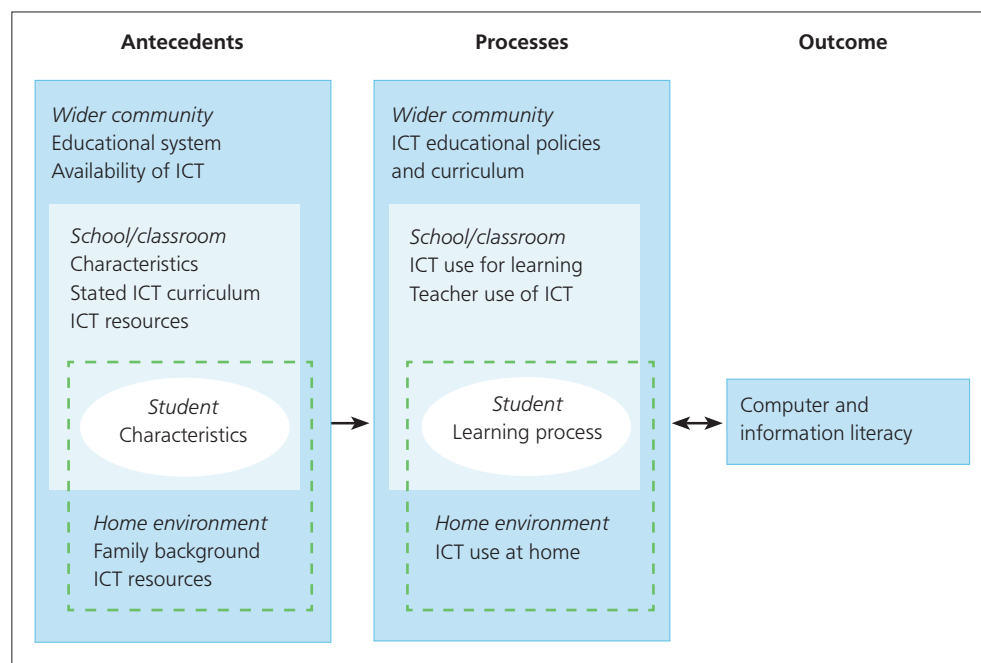 Antecedents
Processes
Outcome
Wider community
Educational system
Availability of ICT
School/classroom
Characteristics
Stated ICT curriculum
ICT resources
Student
Characteristics
Home environment
Family background
ICT resources
Wider community
ICT educational policies
and curriculum
School/classroom
ICT use for learning
Teacher use of ICT
Student
Learning process
Home environment
ICT use at home
Computer and
information literacy